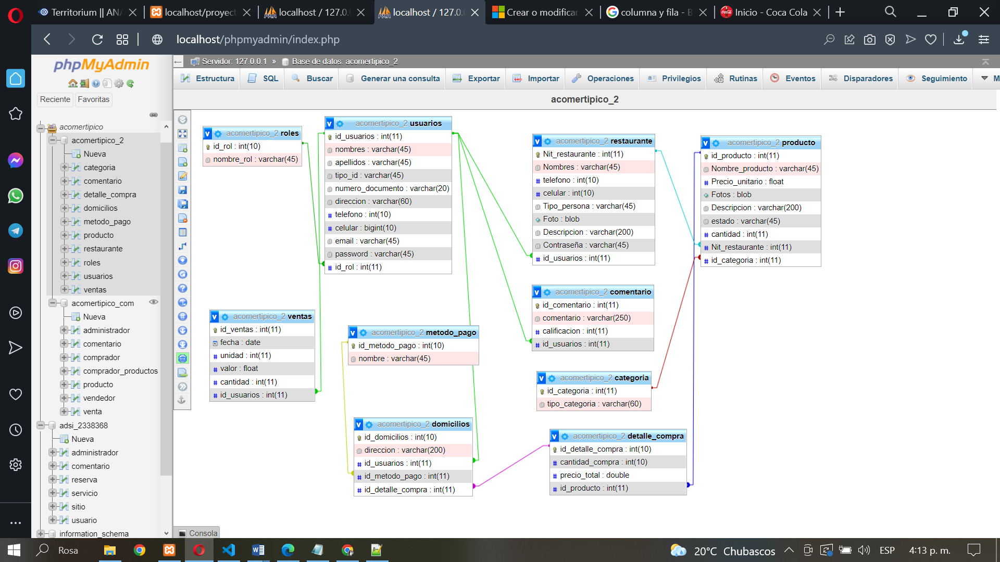 Territorium || ANA
localhost/proyect
localhost / 127.0.
localhost / 127.0.
Crear o modificar
columna y fila - B
Inicio - Coca Cola
localhost/phpmyadmin/index.php
phpMyAdmin
Reciente
Favoritas
acomertipico
acomertipico_2
Nueva
categoria
comentario
detalle_compra
domicilios
metodo_pago
producto
restaurante
roles
usuarios
ventas
acomertipico_com
Nueva
administrador
comentario
comprador
comprador_productos
producto
vendedor
venta
adsi_2338368
Nueva
administrador
comentario
reserva
servicio
sitio
usuario
information_schema
Servidor: 127.0.0.1 » Base de datos: acomertipico_2
Estructura
SQL
Buscar
Generar una consulta
Exportar
Importar
Operaciones
Privilegios
Rutinas
Eventos
Disparadores
Seguimiento
M
acomertipico_2
acomertipico_2 roles
id_rol : int(10)
nombre_rol : varchar(45)
acomertipico_2 usuarios
id_usuarios : int(11)
nombres : varchar(45)
apellidos : varchar(45)
tipo_id : varchar(45)
numero_documento : varchar(20)
direccion : varchar(60)
telefono : int(10)
celular : bigint(10)
email : varchar(45)
password : varchar(45)
id_rol : int(11)
acomertipico_2 restaurante
Nit_restaurante : int(11)
Nombres : varchar(45)
telefono : int(10)
celular : int(10)
Tipo_persona : varchar(45)
Foto : blob
Descripcion : varchar(200)
Contraseña : varchar(45)
id_usuarios : int(11)
acomertipico_2 producto
id_producto : int(11)
Nombre_producto : varchar(45)
Precio_unitario : float
Fotos : blob
Descripcion : varchar(200)
estado : varchar(45)
cantidad : int(11)
Nit_restaurante : int(11)
id_categoria : int(11)
acomertipico_2 comentario
id_comentario : int(11)
comentario : varchar(250)
calificacion : int(11)
id_usuarios : int(11)
acomertipico_2 ventas
id_ventas : int(11)
fecha : date
unidad : int(11)
valor : float
cantidad : int(11)
id_usuarios : int(11)
acomertipico_2 metodo_pago
id_metodo_pago : int(10)
nombre : varchar(45)
acomertipico_2 categoria
id_categoria : int(11)
tipo_categoria : varchar(60)
acomertipico_2 domicilios
id_domicilios : int(10)
direccion : varchar(200)
id_usuarios : int(11)
id_metodo_pago : int(11)
id_detalle_compra : int(11)
acomertipico_2 detalle_compra
id_detalle_compra : int(10)
cantidad_compra : int(10)
precio_total : double
id_producto : int(11)
Consola
Rosa
20°C Chubascos
ESP
4:13 p. m.